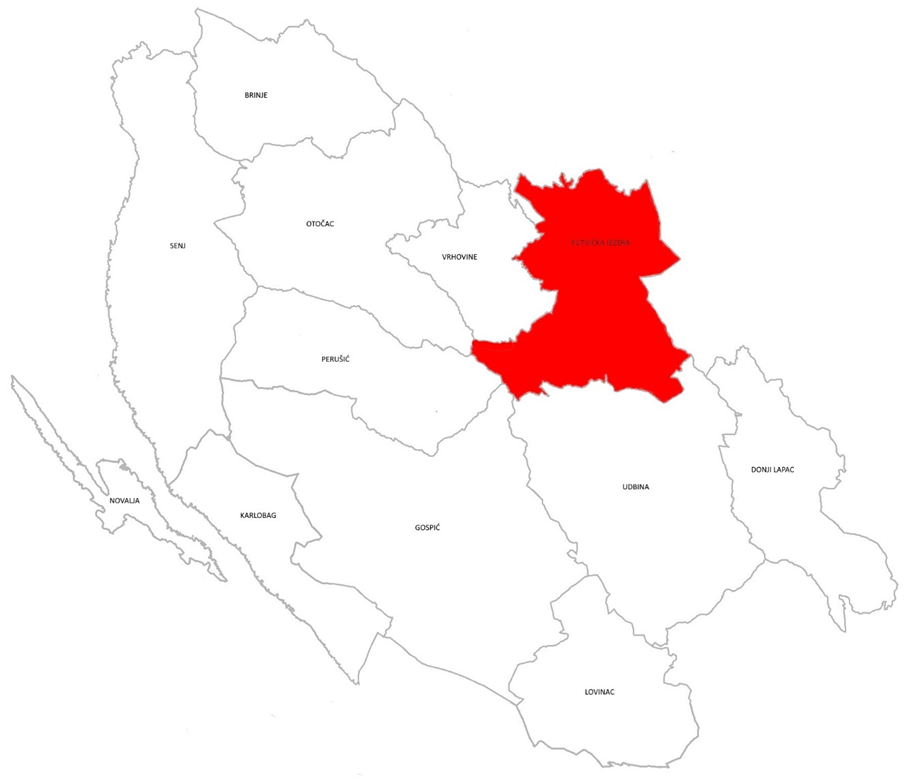 BRINJE
OTOČAC
SENJ
VRHOVINE
PLITVIČKA JEZERA
PERUŠIĆ
DONJI LAPAC
UDBINA
NOVALJA
KARLOBAG
GOSPIĆ
LOVINAC